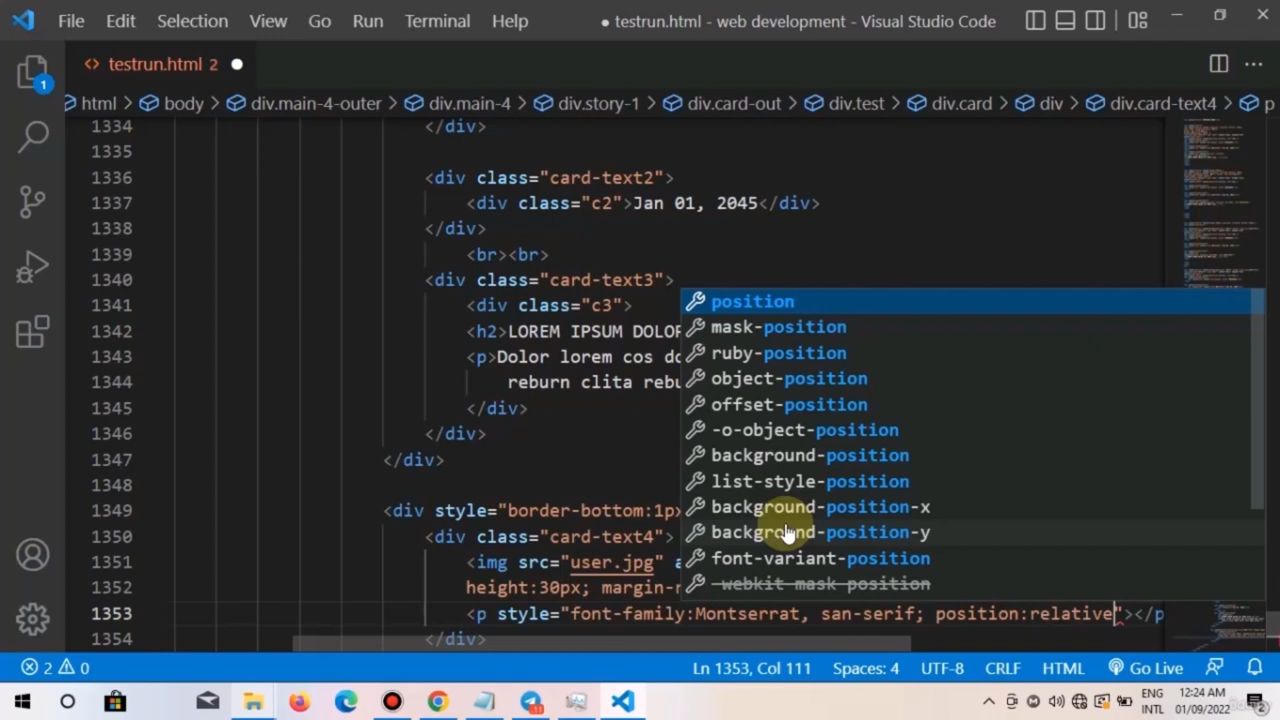 File Edit Selection View Go Run Terminal Help ● testrun.html - web development - Visual Studio Code
<> testrun.html 2 ●
html > body > div.main-4-outer > div.main-4 > div.story-1 > div.card-out > div.test > div.card > div > div.card-text4 > p
1
1334 </div>
1335
1336 <div class="card-text2">
1337 <div class="c2">Jan 01, 2045</div>
1338 </div>
1339 <br><br>
1340 <div class="card-text3">
1341 <div class="c3">
1342 <h2>LOREM IPSUM DOLOR
1343 <p>Dolor lorem cos do
1344 reburn clita rebu
1345 </div>
1346 </div>
1347 </div>
1348
1349 <div style="border-bottom:1px
1350 <div class="card-text4">
1351 <img src="user.jpg" a
1352 height:30px; margin-r
1353 <p style="font-family:Montserrat, san-serif; position:relative"></p
1354 </div>
position
mask-position
ruby-position
object-position
offset-position
-o-object-position
background-position
list-style-position
background-position-x
background-position-y
font-variant-position
-webkit-mask-position
2 0 Ln 1353, Col 111 Spaces: 4 UTF-8 CRLF HTML Go Live
ENG 12:24 AM
INTL 01/09/2022